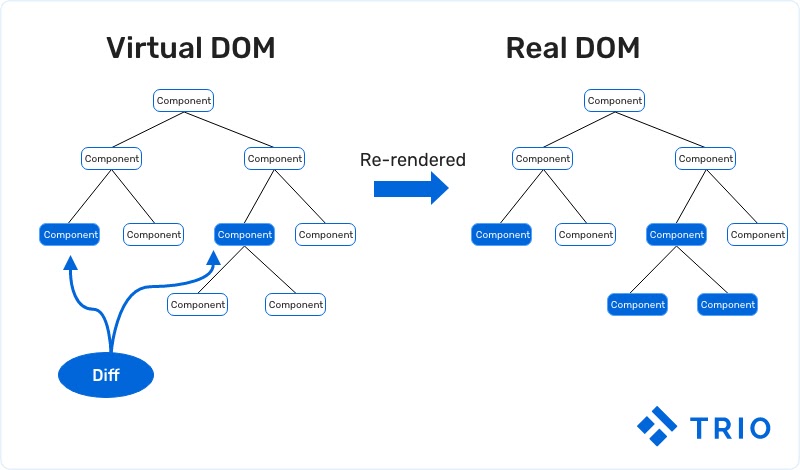 Virtual DOM
Real DOM
Component
Component
Component Component
Re-rendered
Component Component
Component Component Component Component
Component Component Component Component
Component Component
Component Component
Diff
TRIO